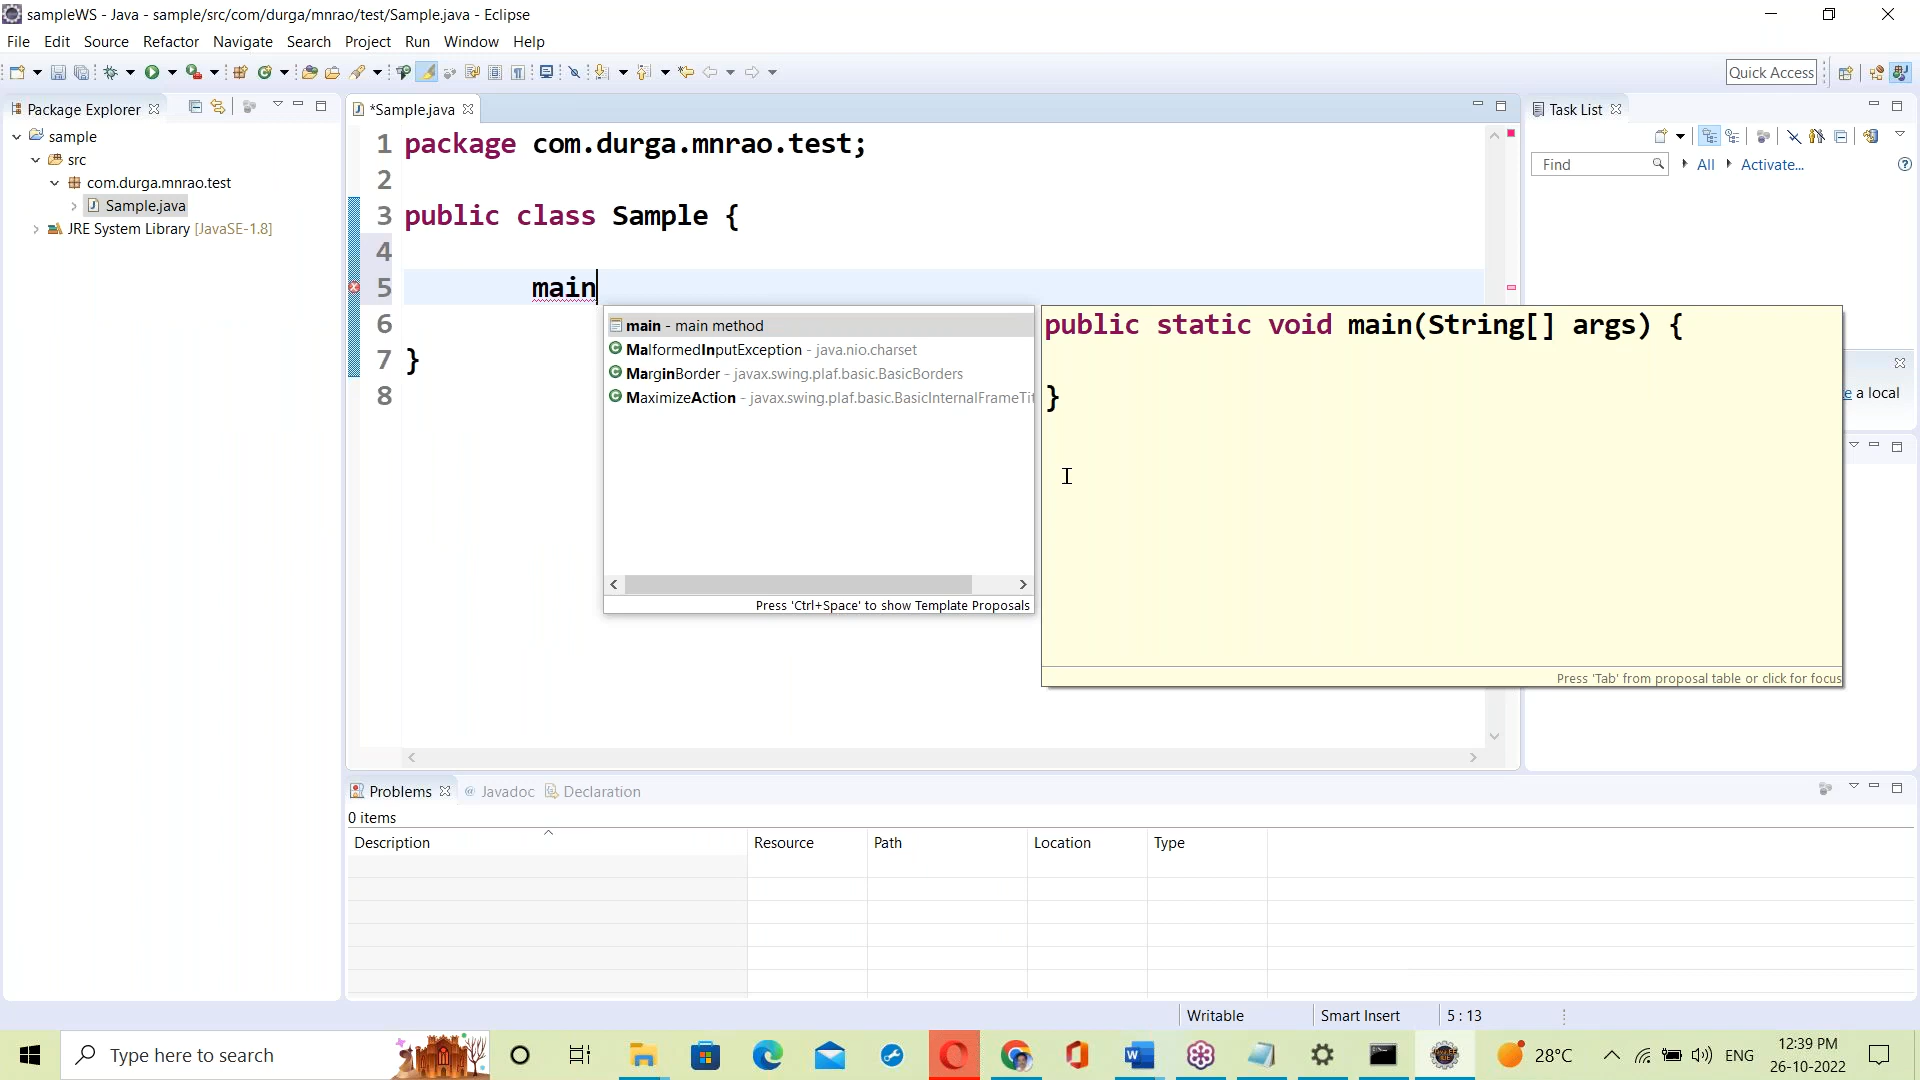 sampleWS - Java - sample/src/com/durga/mnrao/test/Sample.java - Eclipse
File Edit Source Refactor Navigate Search Project Run Window Help
Quick Access
Package Explorer
sample
src
com.durga.mnrao.test
Sample.java
JRE System Library [JavaSE-1.8]
*Sample.java
1 package com.durga.mnrao.test;
2
3 public class Sample {
4
5 main
6
7 }
8
main - main method
MalformedInputException - java.nio.charset
MarginBorder - javax.swing.plaf.basic.BasicBorders
MaximizeAction - javax.swing.plaf.basic.BasicInternalFrameTit
Press 'Ctrl+Space' to show Template Proposals
public static void main(String[] args) {
}
Press 'Tab' from proposal table or click for focus
Task List
Find All Activate...
e a local
Problems Javadoc Declaration
0 items
Description Resource Path Location Type
Writable Smart Insert 5 : 13
Type here to search
28°C ENG
12:39 PM
26-10-2022